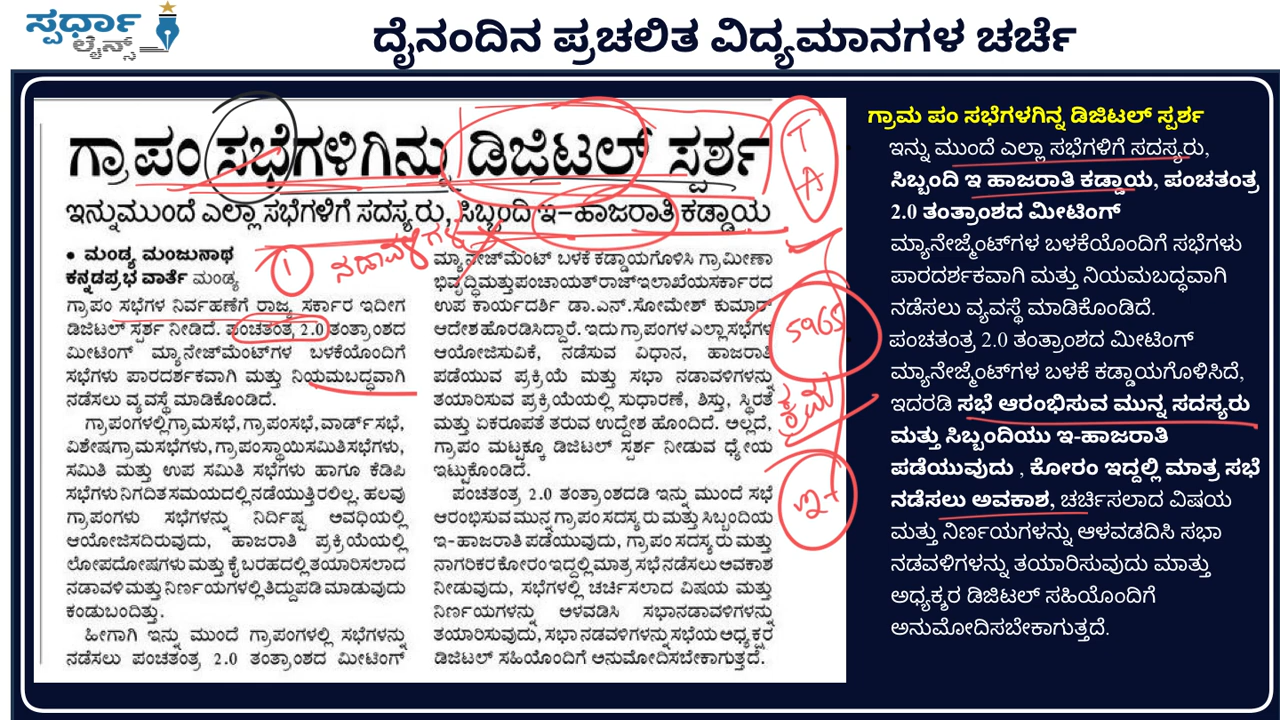 ಸ್ಪರ್ಧಾ
ಲೈನ್ಸ್
ದೈನಂದಿನ ಪ್ರಚಲಿತ ವಿದ್ಯಮಾನಗಳ ಚರ್ಚೆ
ಗ್ರಾಪಂ ಸಭೆಗಳಿಗಿನ್ನು ಡಿಜಿಟಲ್ ಸ್ಪರ್ಶ
ಇನ್ನುಮುಂದೆ ಎಲ್ಲಾ ಸಭೆಗಳಿಗೆ ಸದಸ್ಯರು, ಸಿಬ್ಬಂದಿ ಇ-ಹಾಜರಾತಿ ಕಡ್ಡಾಯ
• ಮಂಡ್ಯ ಮಂಜುನಾಥ
ಕನ್ನಡಪ್ರಭ ವಾರ್ತೆ ಮಂಡ್ಯ
ಗ್ರಾಪಂ ಸಭೆಗಳ ನಿರ್ವಹಣೆಗೆ ರಾಜ್ಯ ಸರ್ಕಾರ ಇದೀಗ
ಡಿಜಿಟಲ್ ಸ್ಪರ್ಶ ನೀಡಿದೆ. ಪಂಚತಂತ್ರ 2.0 ತಂತ್ರಾಂಶದ
ಮೀಟಿಂಗ್ ಮ್ಯಾನೇಜ್‌ಮೆಂಟ್‌ಗಳ ಬಳಕೆಯೊಂದಿಗೆ
ಸಭೆಗಳು ಪಾರದರ್ಶಕವಾಗಿ ಮತ್ತು ನಿಯಮಬದ್ಧವಾಗಿ
ನಡೆಸಲು ವ್ಯವಸ್ಥೆ ಮಾಡಿಕೊಂಡಿದೆ.
ಗ್ರಾಪಂಗಳಲ್ಲಿ ಗ್ರಾಮಸಭೆ, ಗ್ರಾಪಂಸಭೆ, ವಾರ್ಡ್‌ಸಭೆ,
ವಿಶೇಷಗ್ರಾಮಸಭೆಗಳು, ಗ್ರಾಪಂಸ್ಥಾಯಿಸಮಿತಿಸಭೆಗಳು,
ಸಮಿತಿ ಮತ್ತು ಉಪ ಸಮಿತಿ ಸಭೆಗಳು ಹಾಗೂ ಕೆಡಿಪಿ
ಸಭೆಗಳು ನಿಗದಿತ ಸಮಯದಲ್ಲಿ ನಡೆಯುತ್ತಿರಲಿಲ್ಲ. ಹಲವು
ಗ್ರಾಪಂಗಳು ಸಭೆಗಳನ್ನು ನಿರ್ದಿಷ್ಟ ಅವಧಿಯಲ್ಲಿ
ಆಯೋಜಿಸದಿರುವುದು, ಹಾಜರಾತಿ ಪ್ರಕ್ರಿಯೆಯಲ್ಲಿ
ಲೋಪದೋಷಗಳು ಮತ್ತು ಕೈ ಬರಹದಲ್ಲಿ ತಯಾರಿಸಲಾದ
ನಡಾವಳಿ ಮತ್ತು ನಿರ್ಣಯಗಳಲ್ಲಿ ತಿದ್ದುಪಡಿ ಮಾಡುವುದು
ಕಂಡುಬಂದಿತ್ತು.
ಹೀಗಾಗಿ ಇನ್ನು ಮುಂದೆ ಗ್ರಾಪಂಗಳಲ್ಲಿ ಸಭೆಗಳನ್ನು
ನಡೆಸಲು ಪಂಚತಂತ್ರ 2.0 ತಂತ್ರಾಂಶದ ಮೀಟಿಂಗ್
ಮ್ಯಾನೇಜ್‌ಮೆಂಟ್ ಬಳಕೆ ಕಡ್ಡಾಯಗೊಳಿಸಿ ಗ್ರಾಮೀಣಾ
ಭಿವೃದ್ಧಿ ಮತ್ತು ಪಂಚಾಯತ್ ರಾಜ್ ಇಲಾಖೆಯ ಸರ್ಕಾರದ
ಉಪ ಕಾರ್ಯದರ್ಶಿ ಡಾ.ಎನ್.ಸೋಮೇಶ್ ಕುಮಾರ್
ಆದೇಶ ಹೊರಡಿಸಿದ್ದಾರೆ. ಇದು ಗ್ರಾಪಂಗಳ ಎಲ್ಲಾ ಸಭೆಗಳ
ಆಯೋಜಿಸುವಿಕೆ, ನಡೆಸುವ ವಿಧಾನ, ಹಾಜರಾತಿ
ಪಡೆಯುವ ಪ್ರಕ್ರಿಯೆ ಮತ್ತು ಸಭಾ ನಡಾವಳಿಗಳನ್ನು
ತಯಾರಿಸುವ ಪ್ರಕ್ರಿಯೆಯಲ್ಲಿ ಸುಧಾರಣೆ, ಶಿಸ್ತು, ಸ್ಥಿರತೆ
ಮತ್ತು ಏಕರೂಪತೆ ತರುವ ಉದ್ದೇಶ ಹೊಂದಿದೆ. ಅಲ್ಲದೆ,
ಗ್ರಾಪಂ ಮಟ್ಟಕ್ಕೂ ಡಿಜಿಟಲ್ ಸ್ಪರ್ಶ ನೀಡುವ ಧ್ಯೇಯ
ಇಟ್ಟುಕೊಂಡಿದೆ.
ಪಂಚತಂತ್ರ 2.0 ತಂತ್ರಾಂಶದಡಿ ಇನ್ನು ಮುಂದೆ ಸಭೆ
ಆರಂಭಿಸುವ ಮುನ್ನ ಗ್ರಾಪಂ ಸದಸ್ಯರು ಮತ್ತು ಸಿಬ್ಬಂದಿಯ
ಇ-ಹಾಜರಾತಿ ಪಡೆಯುವುದು, ಗ್ರಾಪಂ ಸದಸ್ಯರು ಮತ್ತು
ನಾಗರಿಕರ ಕೋರಂ ಇದ್ದಲ್ಲಿ ಮಾತ್ರ ಸಭೆ ನಡೆಸಲು ಅವಕಾಶ
ನೀಡುವುದು, ಸಭೆಗಳಲ್ಲಿ ಚರ್ಚಿಸಲಾದ ವಿಷಯ ಮತ್ತು
ನಿರ್ಣಯಗಳನ್ನು ಅಳವಡಿಸಿ ಸಭಾನಡಾವಳಿಗಳನ್ನು
ತಯಾರಿಸುವುದು, ಸಭಾ ನಡವಳಿಗಳನ್ನು ಸಭೆಯ ಅಧ್ಯಕ್ಷರ
ಡಿಜಿಟಲ್ ಸಹಿಯೊಂದಿಗೆ ಅನುಮೋದಿಸಬೇಕಾಗುತ್ತದೆ.
1
TA
5965
ಗ್ರಾಮ ಪಂ ಸಭೆಗಳಗಿನ್ನ ಡಿಜಿಟಲ್ ಸ್ಪರ್ಶ
ಇನ್ನು ಮುಂದೆ ಎಲ್ಲಾ ಸಭೆಗಳಿಗೆ ಸದಸ್ಯರು,
ಸಿಬ್ಬಂದಿ ಇ ಹಾಜರಾತಿ ಕಡ್ಡಾಯ, ಪಂಚತಂತ್ರ
2.0 ತಂತ್ರಾಂಶದ ಮೀಟಿಂಗ್
ಮ್ಯಾನೇಜ್ಮೆಂಟ್‌ಗಳ ಬಳಕೆಯೊಂದಿಗೆ ಸಭೆಗಳು
ಪಾರದರ್ಶಕವಾಗಿ ಮತ್ತು ನಿಯಮಬದ್ಧವಾಗಿ
ನಡೆಸಲು ವ್ಯವಸ್ಥೆ ಮಾಡಿಕೊಂಡಿದೆ.
ಪಂಚತಂತ್ರ 2.0 ತಂತ್ರಾಂಶದ ಮೀಟಿಂಗ್
ಮ್ಯಾನೇಜ್ಮೆಂಟ್‌ಗಳ ಬಳಕೆ ಕಡ್ಡಾಯಗೊಳಿಸಿದೆ,
ಇದರಡಿ ಸಭೆ ಆರಂಭಿಸುವ ಮುನ್ನ ಸದಸ್ಯರು
ಮತ್ತು ಸಿಬ್ಬಂದಿಯು ಇ-ಹಾಜರಾತಿ
ಪಡೆಯುವುದು , ಕೋರಂ ಇದ್ದಲ್ಲಿ ಮಾತ್ರ ಸಭೆ
ನಡೆಸಲು ಅವಕಾಶ, ಚರ್ಚಿಸಲಾದ ವಿಷಯ
ಮತ್ತು ನಿರ್ಣಯಗಳನ್ನು ಆಳವಡದಿಸಿ ಸಭಾ
ನಡವಳಿಗಳನ್ನು ತಯಾರಿಸುವುದು ಮಾತ್ತು
ಅಧ್ಯಕ್ಶರ ಡಿಜಿಟಲ್ ಸಹಿಯೊಂದಿಗೆ
ಅನುಮೋದಿಸಬೇಕಾಗುತ್ತದೆ.